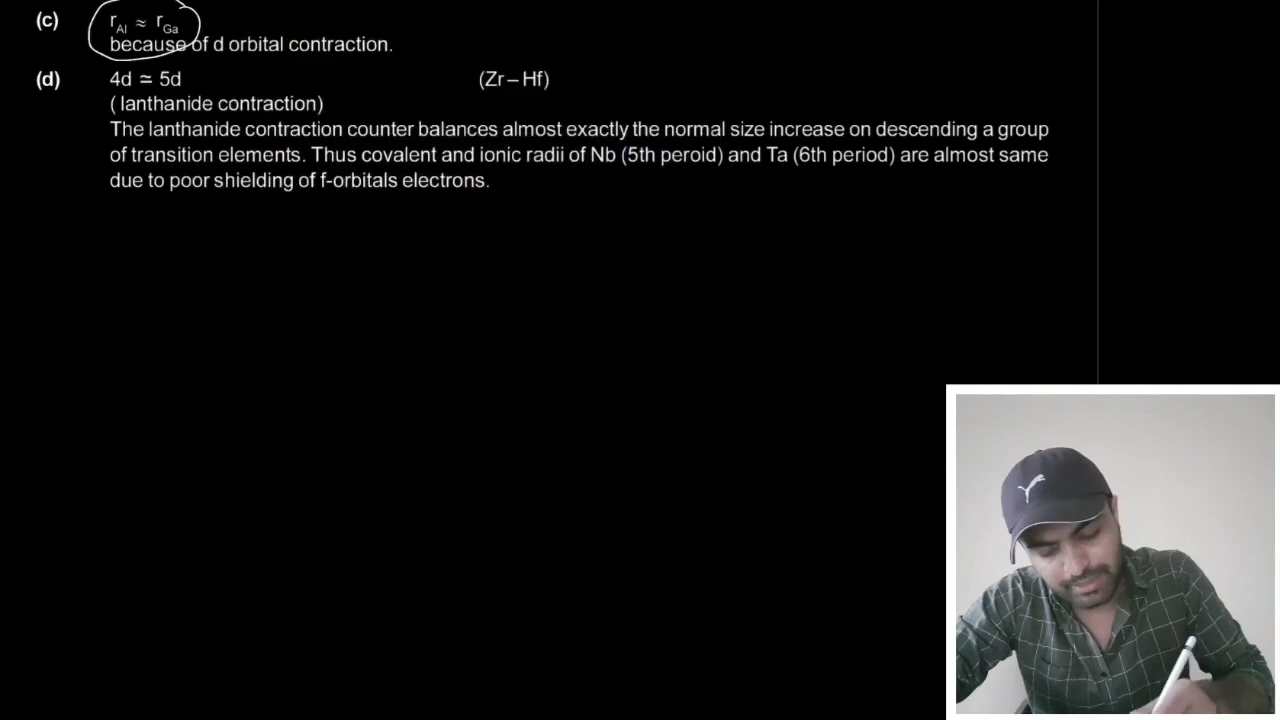 (c) r_Al ≈ r_Ga
because of d orbital contraction.
(d) 4d ≃ 5d (Zr – Hf)
( lanthanide contraction)
The lanthanide contraction counter balances almost exactly the normal size increase on descending a group
of transition elements. Thus covalent and ionic radii of Nb (5th peroid) and Ta (6th period) are almost same
due to poor shielding of f-orbitals electrons.